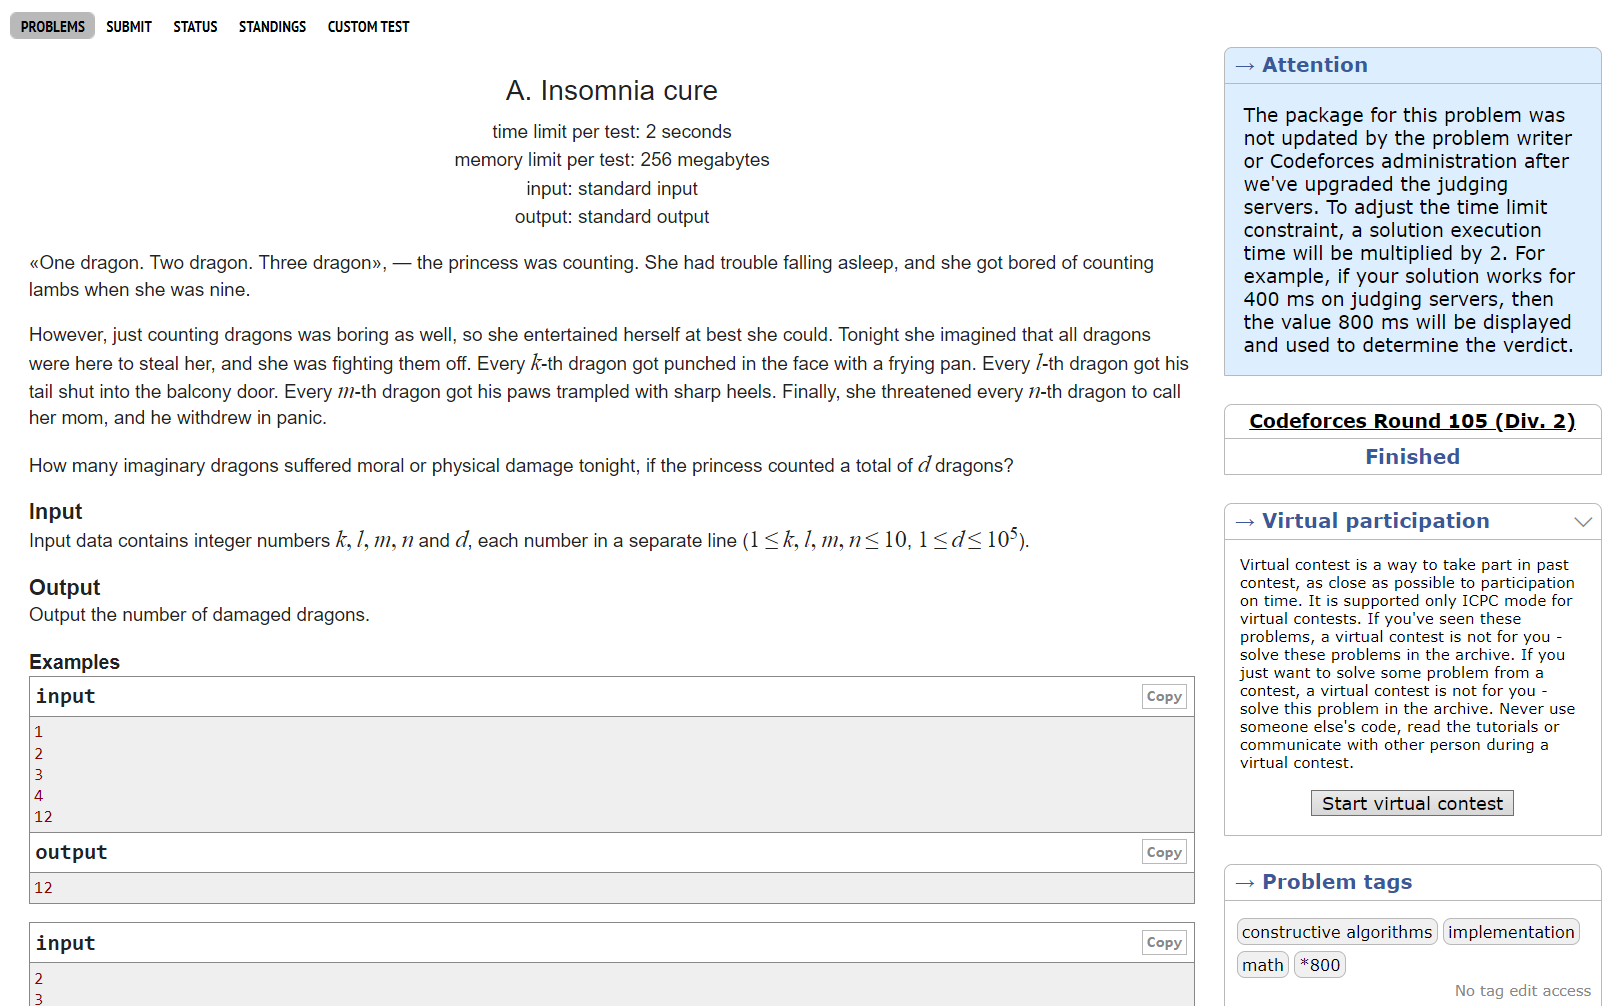 PROBLEMS SUBMIT STATUS STANDINGS CUSTOM TEST
A. Insomnia cure
time limit per test: 2 seconds
memory limit per test: 256 megabytes
input: standard input
output: standard output
«One dragon. Two dragon. Three dragon», — the princess was counting. She had trouble falling asleep, and she got bored of counting
lambs when she was nine.
However, just counting dragons was boring as well, so she entertained herself at best she could. Tonight she imagined that all dragons
were here to steal her, and she was fighting them off. Every k-th dragon got punched in the face with a frying pan. Every l-th dragon got his
tail shut into the balcony door. Every m-th dragon got his paws trampled with sharp heels. Finally, she threatened every n-th dragon to call
her mom, and he withdrew in panic.
How many imaginary dragons suffered moral or physical damage tonight, if the princess counted a total of d dragons?
Input
Input data contains integer numbers k, l, m, n and d, each number in a separate line (1 ≤ k, l, m, n ≤ 10, 1 ≤ d ≤ 10⁵).
Output
Output the number of damaged dragons.
Examples
input Copy
1
2
3
4
12
output Copy
12
input Copy
2
3
→ Attention
The package for this problem was
not updated by the problem writer
or Codeforces administration after
we've upgraded the judging
servers. To adjust the time limit
constraint, a solution execution
time will be multiplied by 2. For
example, if your solution works for
400 ms on judging servers, then
the value 800 ms will be displayed
and used to determine the verdict.
Codeforces Round 105 (Div. 2)
Finished
→ Virtual participation
Virtual contest is a way to take part in past
contest, as close as possible to participation
on time. It is supported only ICPC mode for
virtual contests. If you've seen these
problems, a virtual contest is not for you -
solve these problems in the archive. If you
just want to solve some problem from a
contest, a virtual contest is not for you -
solve this problem in the archive. Never use
someone else's code, read the tutorials or
communicate with other person during a
virtual contest.
Start virtual contest
→ Problem tags
constructive algorithms implementation
math *800
No tag edit access